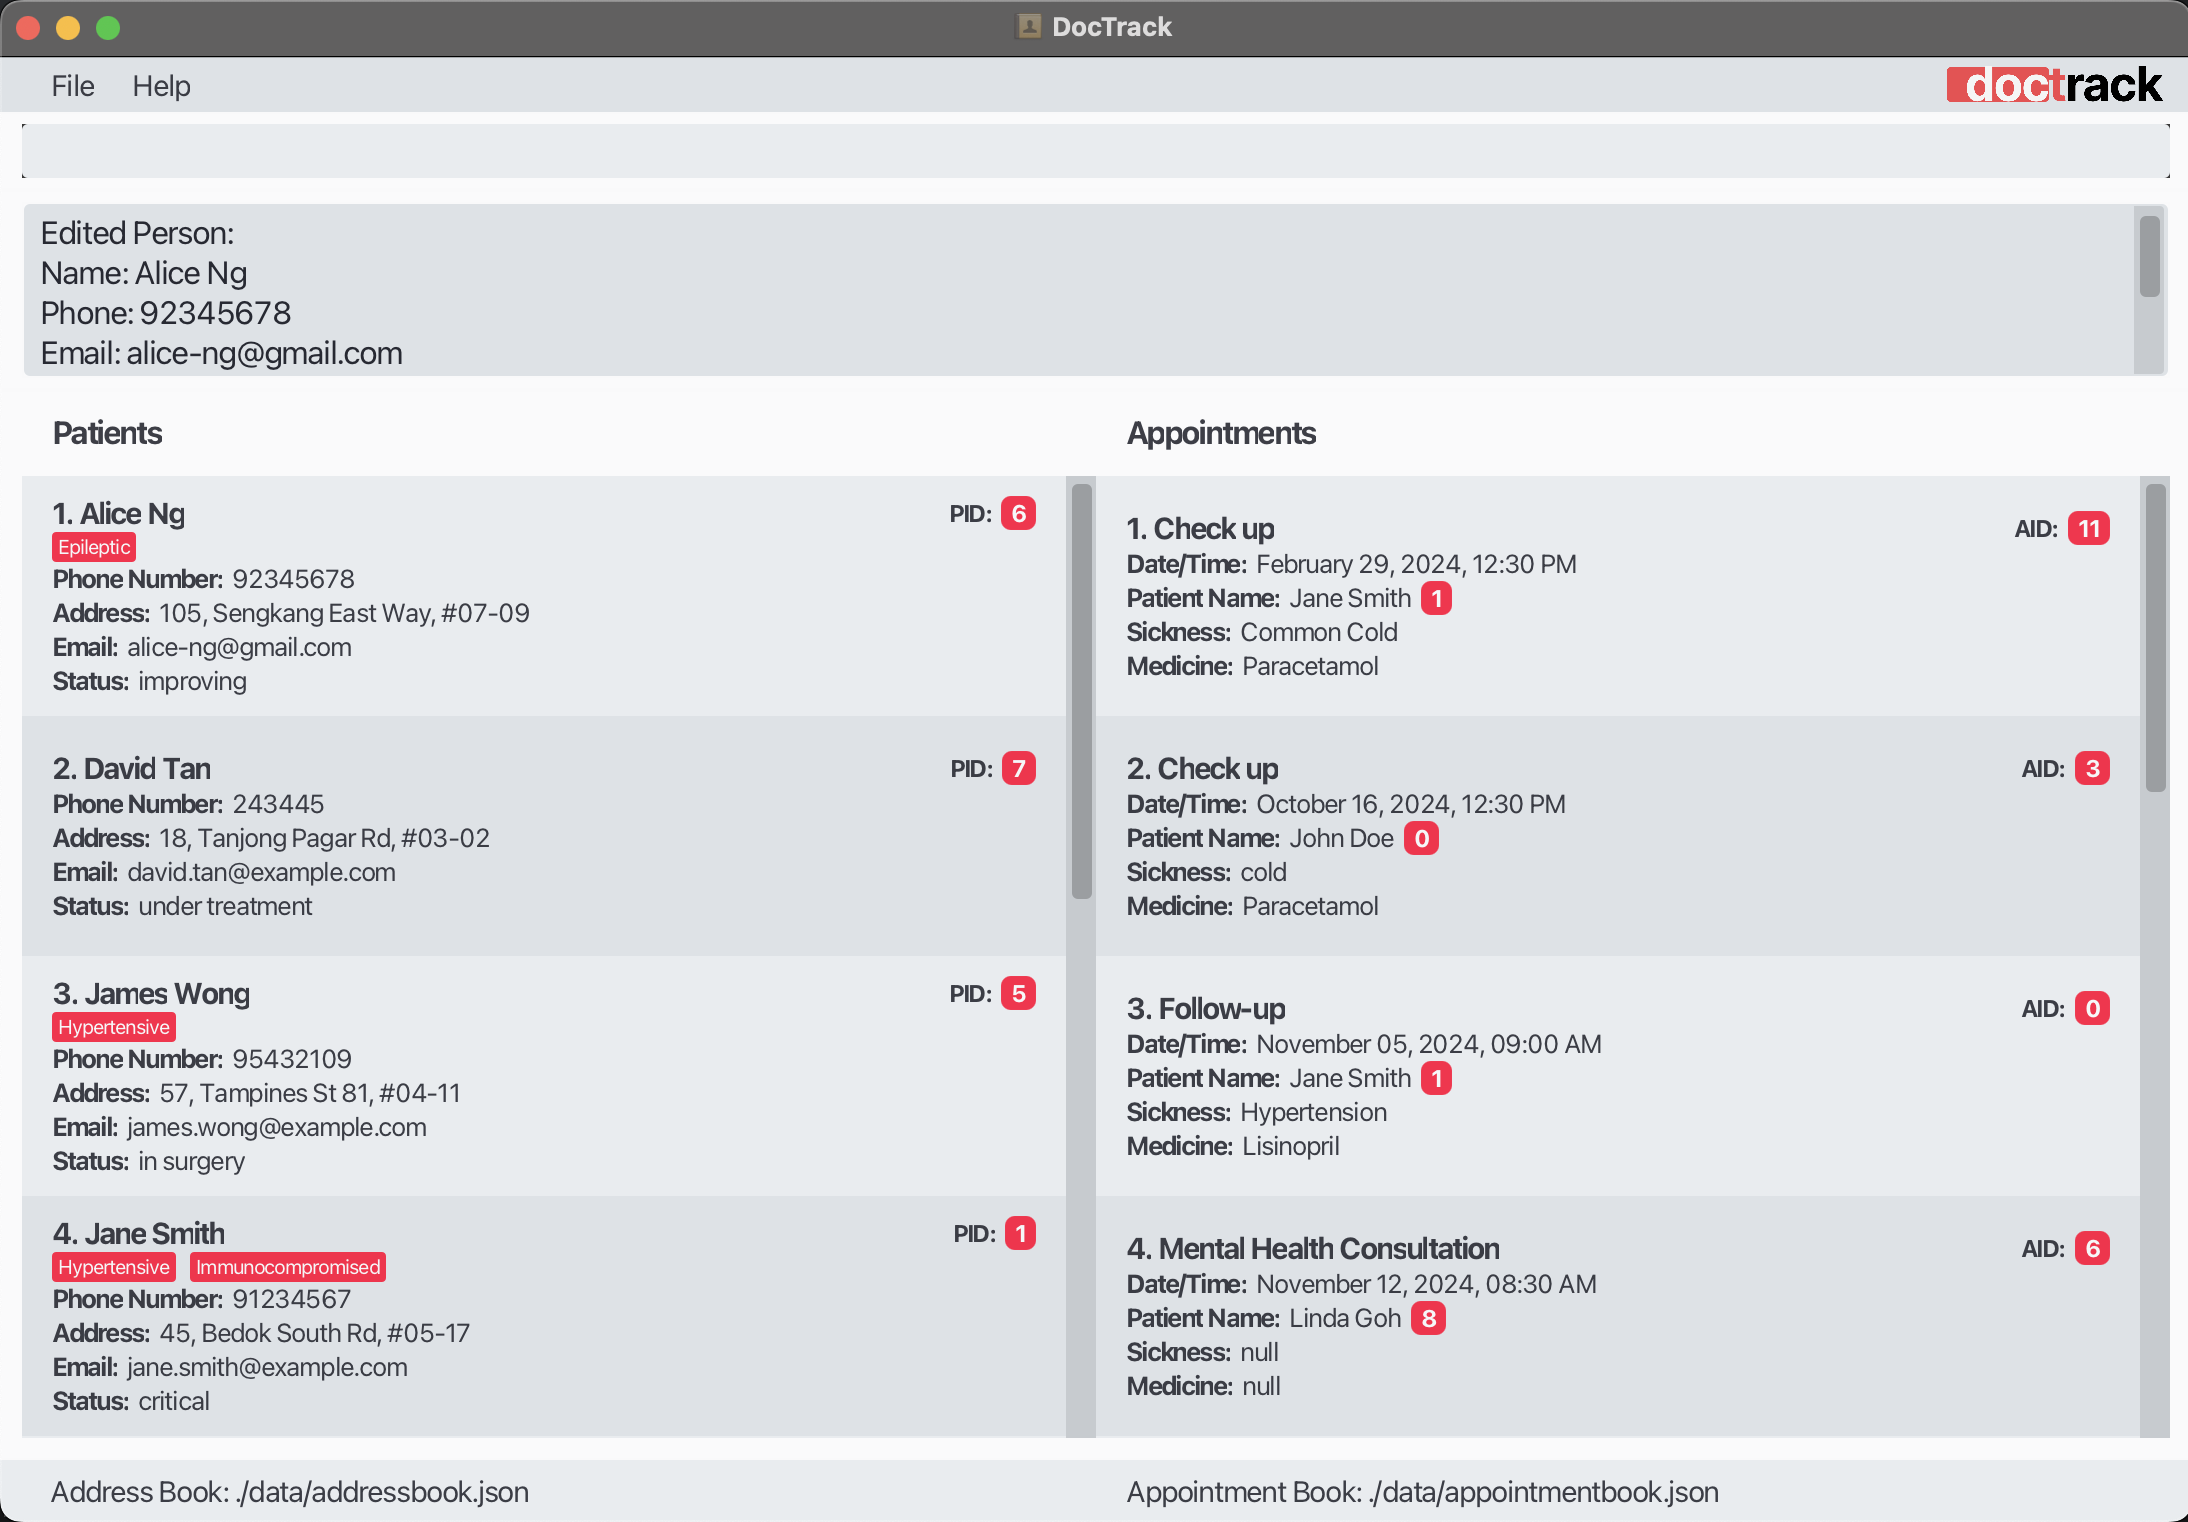 DocTrack
File Help
doctrack
Edited Person:
Name: Alice Ng
Phone: 92345678
Email: alice-ng@gmail.com
Patients
1. Alice Ng PID: 6
Epileptic
Phone Number: 92345678
Address: 105, Sengkang East Way, #07-09
Email: alice-ng@gmail.com
Status: improving
2. David Tan PID: 7
Phone Number: 243445
Address: 18, Tanjong Pagar Rd, #03-02
Email: david.tan@example.com
Status: under treatment
3. James Wong PID: 5
Hypertensive
Phone Number: 95432109
Address: 57, Tampines St 81, #04-11
Email: james.wong@example.com
Status: in surgery
4. Jane Smith PID: 1
Hypertensive Immunocompromised
Phone Number: 91234567
Address: 45, Bedok South Rd, #05-17
Email: jane.smith@example.com
Status: critical
Appointments
1. Check up AID: 11
Date/Time: February 29, 2024, 12:30 PM
Patient Name: Jane Smith 1
Sickness: Common Cold
Medicine: Paracetamol
2. Check up AID: 3
Date/Time: October 16, 2024, 12:30 PM
Patient Name: John Doe 0
Sickness: cold
Medicine: Paracetamol
3. Follow-up AID: 0
Date/Time: November 05, 2024, 09:00 AM
Patient Name: Jane Smith 1
Sickness: Hypertension
Medicine: Lisinopril
4. Mental Health Consultation AID: 6
Date/Time: November 12, 2024, 08:30 AM
Patient Name: Linda Goh 8
Sickness: null
Medicine: null
Address Book: ./data/addressbook.json
Appointment Book: ./data/appointmentbook.json